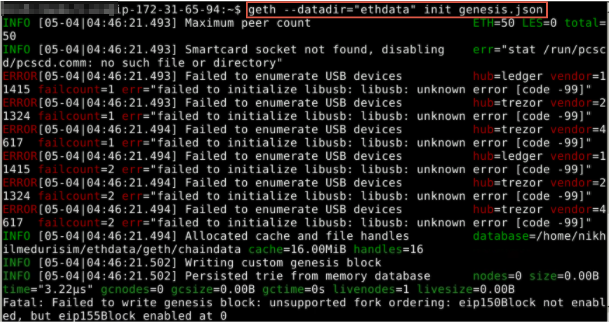 ip-172-31-65-94:~$ geth --datadir="ethdata" init genesis.json
INFO [05-04|04:46:21.493] Maximum peer count ETH=50 LES=0 total=
50
INFO [05-04|04:46:21.493] Smartcard socket not found, disabling err="stat /run/pcsc
d/pcscd.comm: no such file or directory"
ERROR[05-04|04:46:21.493] Failed to enumerate USB devices hub=ledger vendor=1
1415 failcount=1 err="failed to initialize libusb: libusb: unknown error [code -99]"
ERROR[05-04|04:46:21.493] Failed to enumerate USB devices hub=trezor vendor=2
1324 failcount=1 err="failed to initialize libusb: libusb: unknown error [code -99]"
ERROR[05-04|04:46:21.493] Failed to enumerate USB devices hub=trezor vendor=4
617 failcount=1 err="failed to initialize libusb: libusb: unknown error [code -99]"
ERROR[05-04|04:46:21.493] Failed to enumerate USB devices hub=ledger vendor=1
1415 failcount=2 err="failed to initialize libusb: libusb: unknown error [code -99]"
ERROR[05-04|04:46:21.493] Failed to enumerate USB devices hub=trezor vendor=2
1324 failcount=2 err="failed to initialize libusb: libusb: unknown error [code -99]"
ERROR[05-04|04:46:21.494] Failed to enumerate USB devices hub=trezor vendor=4
617 failcount=2 err="failed to initialize libusb: libusb: unknown error [code -99]"
INFO [05-04|04:46:21.494] Allocated cache and file handles database=/home/nikh
ilmedurisim/ethdata/geth/chaindata cache=16.00MiB handles=16
INFO [05-04|04:46:21.502] Writing custom genesis block
INFO [05-04|04:46:21.502] Persisted trie from memory database nodes=0 size=0.00B
time="3.22µs" gcnodes=0 gcsize=0.00B gctime=0s livenodes=1 livesize=0.00B
Fatal: Failed to write genesis block: unsupported fork ordering: eip150Block not enabl
ed, but eip155Block enabled at 0